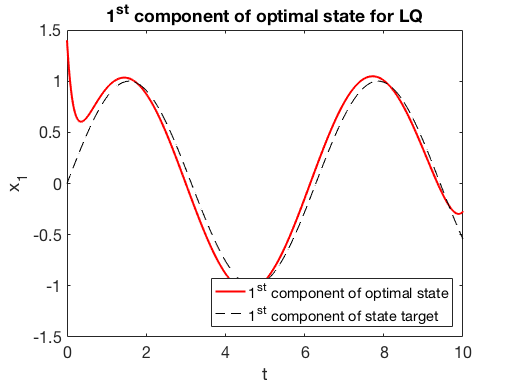 1st component of optimal state for LQ
1.5
1
0.5
0
-0.5
-1
-1.5
x1
0 2 4 6 8 10
t
1st component of optimal state
1st component of state target